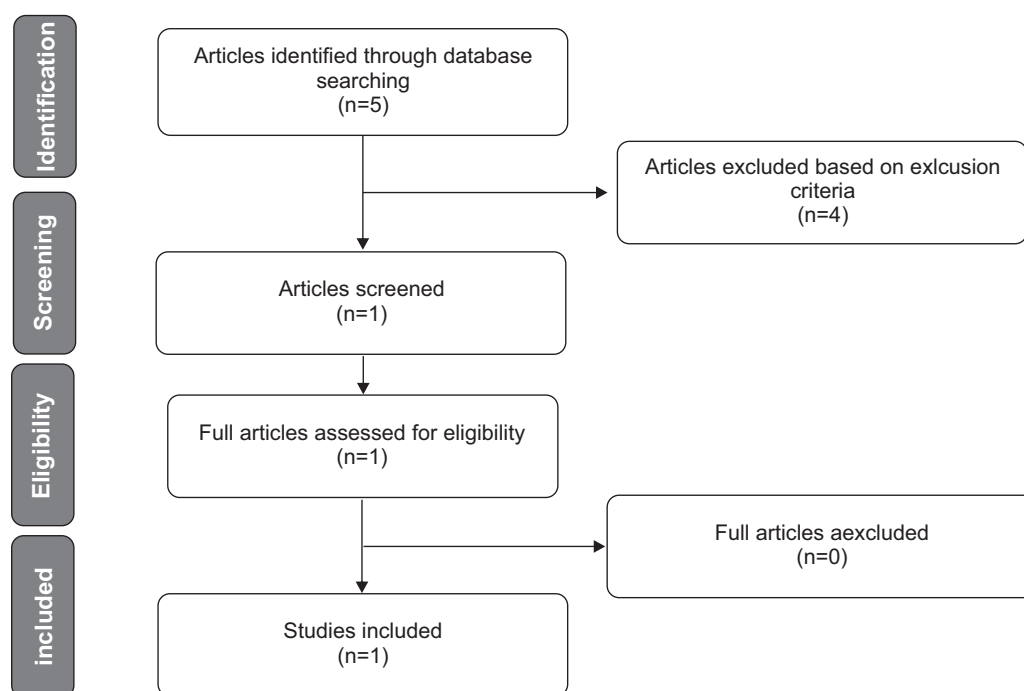 Identification
Articles identified through database
searching
(n=5)
Articles excluded based on exlcusion
criteria
(n=4)
Screening
Articles screened
(n=1)
Eligibility
Full articles assessed for eligibility
(n=1)
Full articles aexcluded
(n=0)
included
Studies included
(n=1)